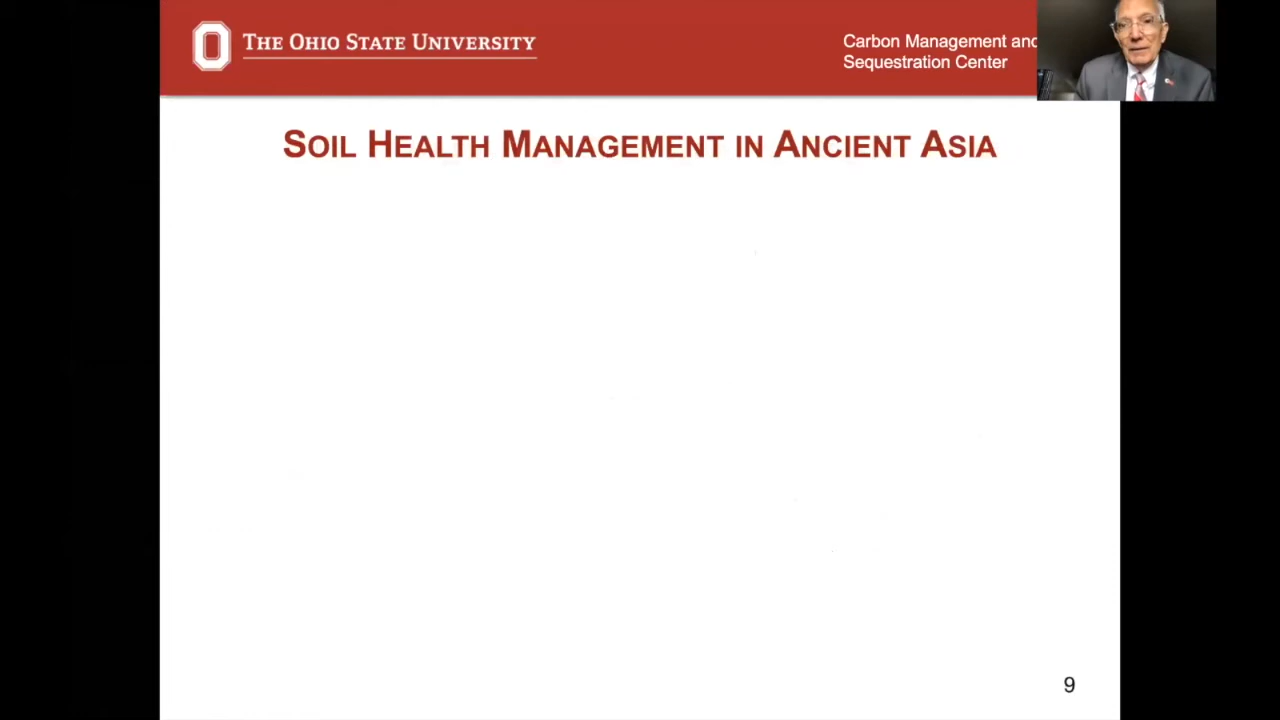 THE OHIO STATE UNIVERSITY
Carbon Management and
Sequestration Center
SOIL HEALTH MANAGEMENT IN ANCIENT ASIA
9